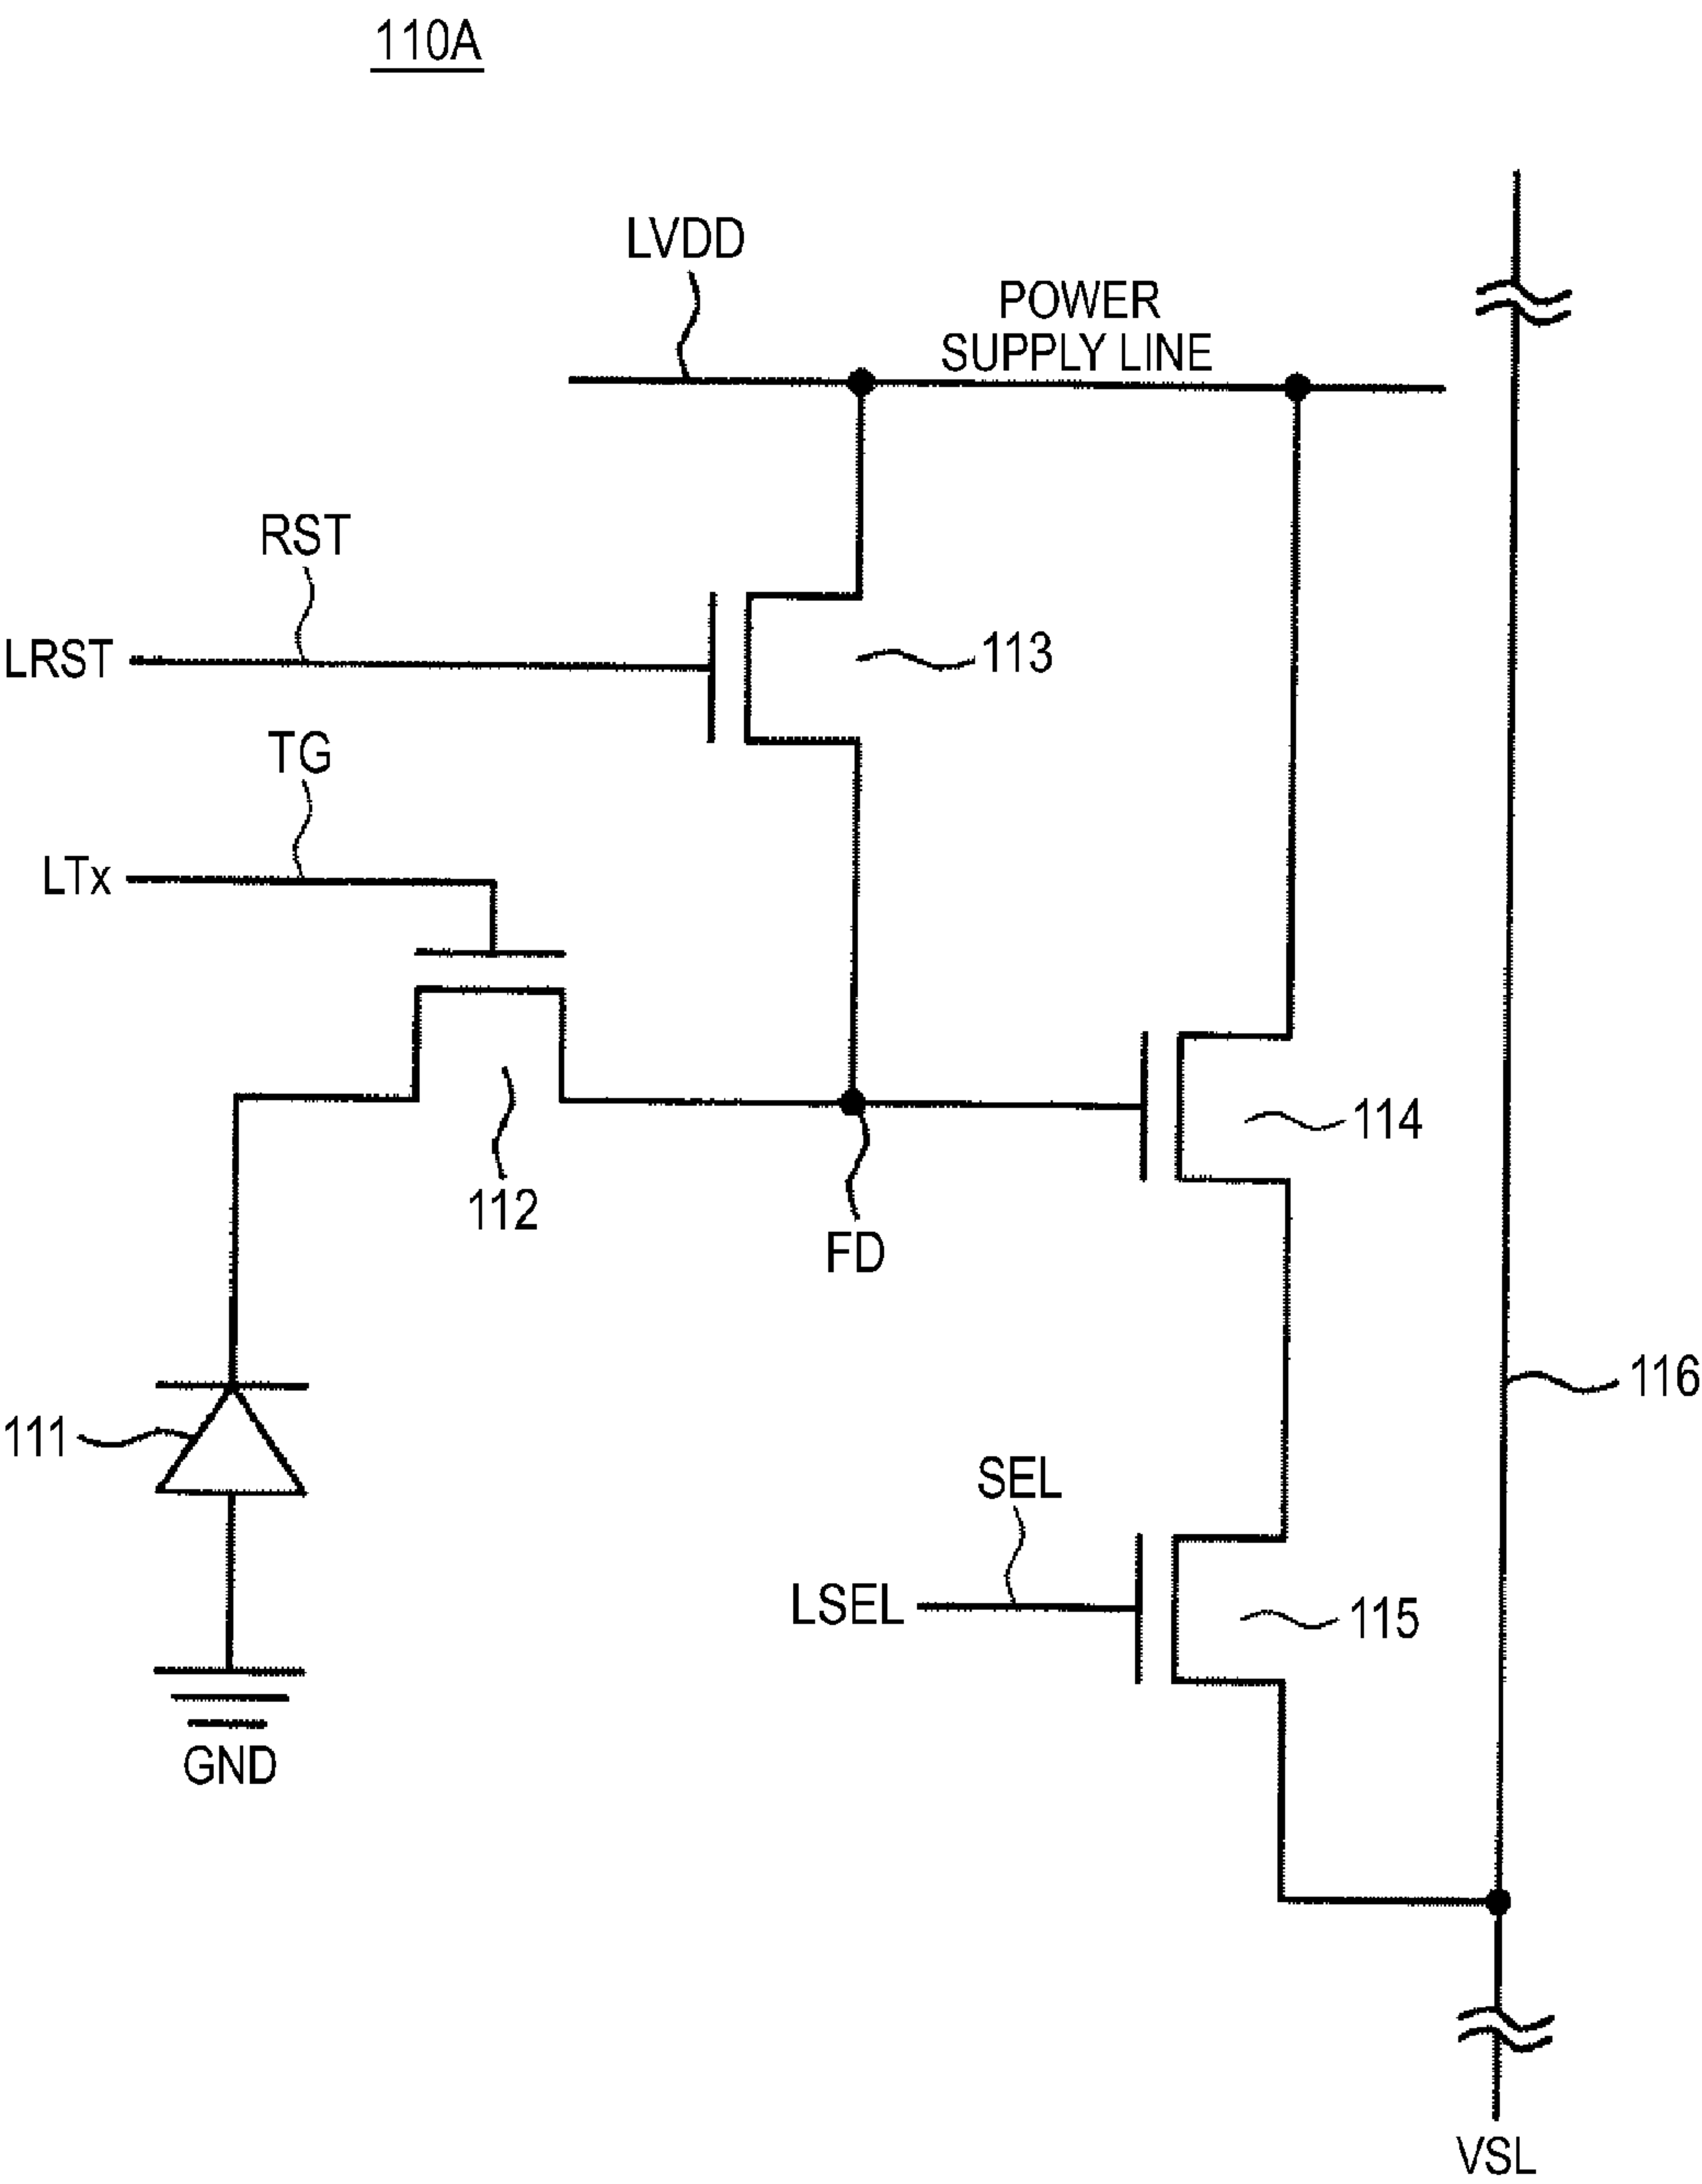 110A
LVDD
POWER
SUPPLY LINE
RST
LRST
113
TG
LTx
114
112
FD
116
111
SEL
LSEL
115
GND
VSL